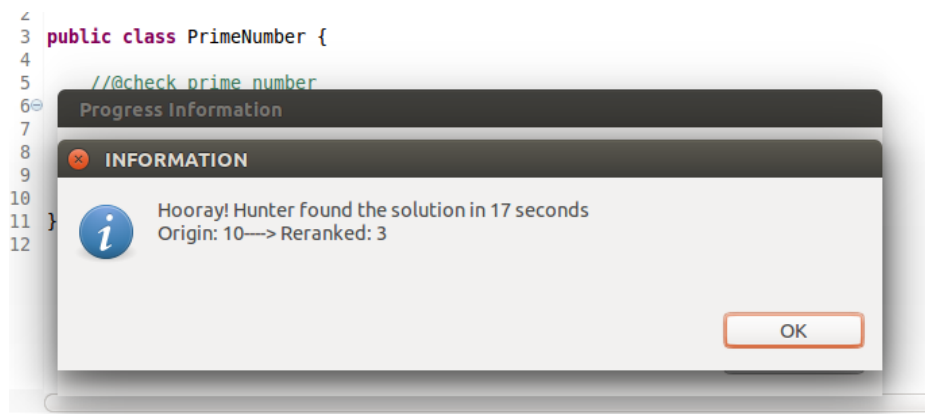 2
3 public class PrimeNumber {
4
5 //@check prime number
6
Progress Information
7
8
INFORMATION
9
10
Hooray! Hunter found the solution in 17 seconds
11 }
Origin: 10----> Reranked: 3
12
OK